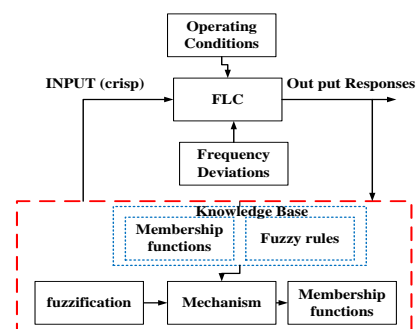 Operating
Conditions
INPUT (crisp)
Out put Responses
FLC
Frequency
Deviations
Knowledge Base
Membership
functions
Fuzzy rules
fuzzification
Mechanism
Membership
functions